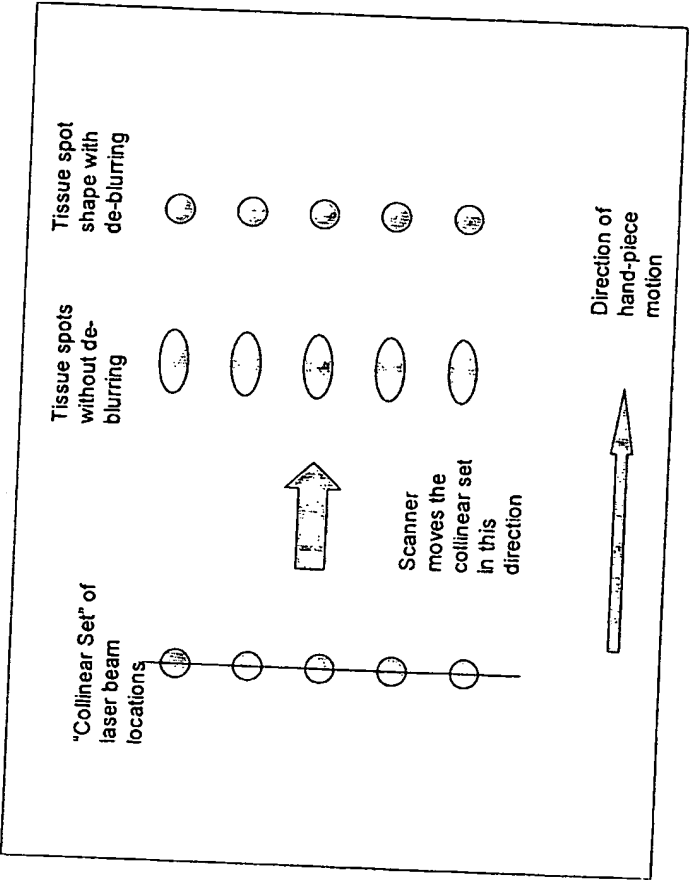 "Collinear Set" of
laser beam
locations
Tissue spots
without de-
blurring
Tissue spot
shape with
de-blurring
Scanner
moves the
collinear set
in this
direction
Direction of
hand-piece
motion